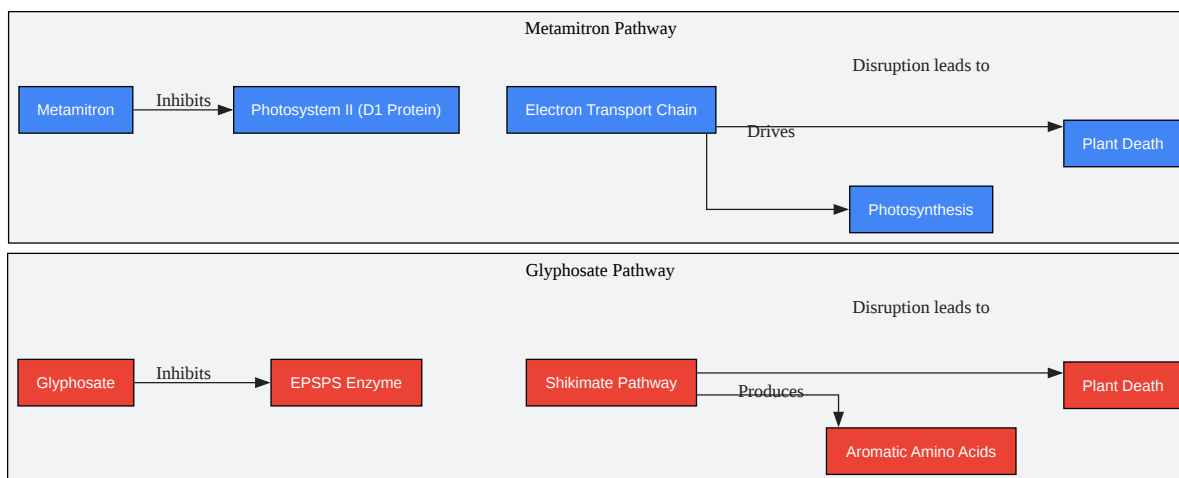 Metamitron Pathway
Disruption leads to
Metamitron
Inhibits
Photosystem II (D1 Protein)
Electron Transport Chain
Drives
Plant Death
Photosynthesis
Glyphosate Pathway
Disruption leads to
Glyphosate
Inhibits
EPSPS Enzyme
Shikimate Pathway
Produces
Plant Death
Aromatic Amino Acids